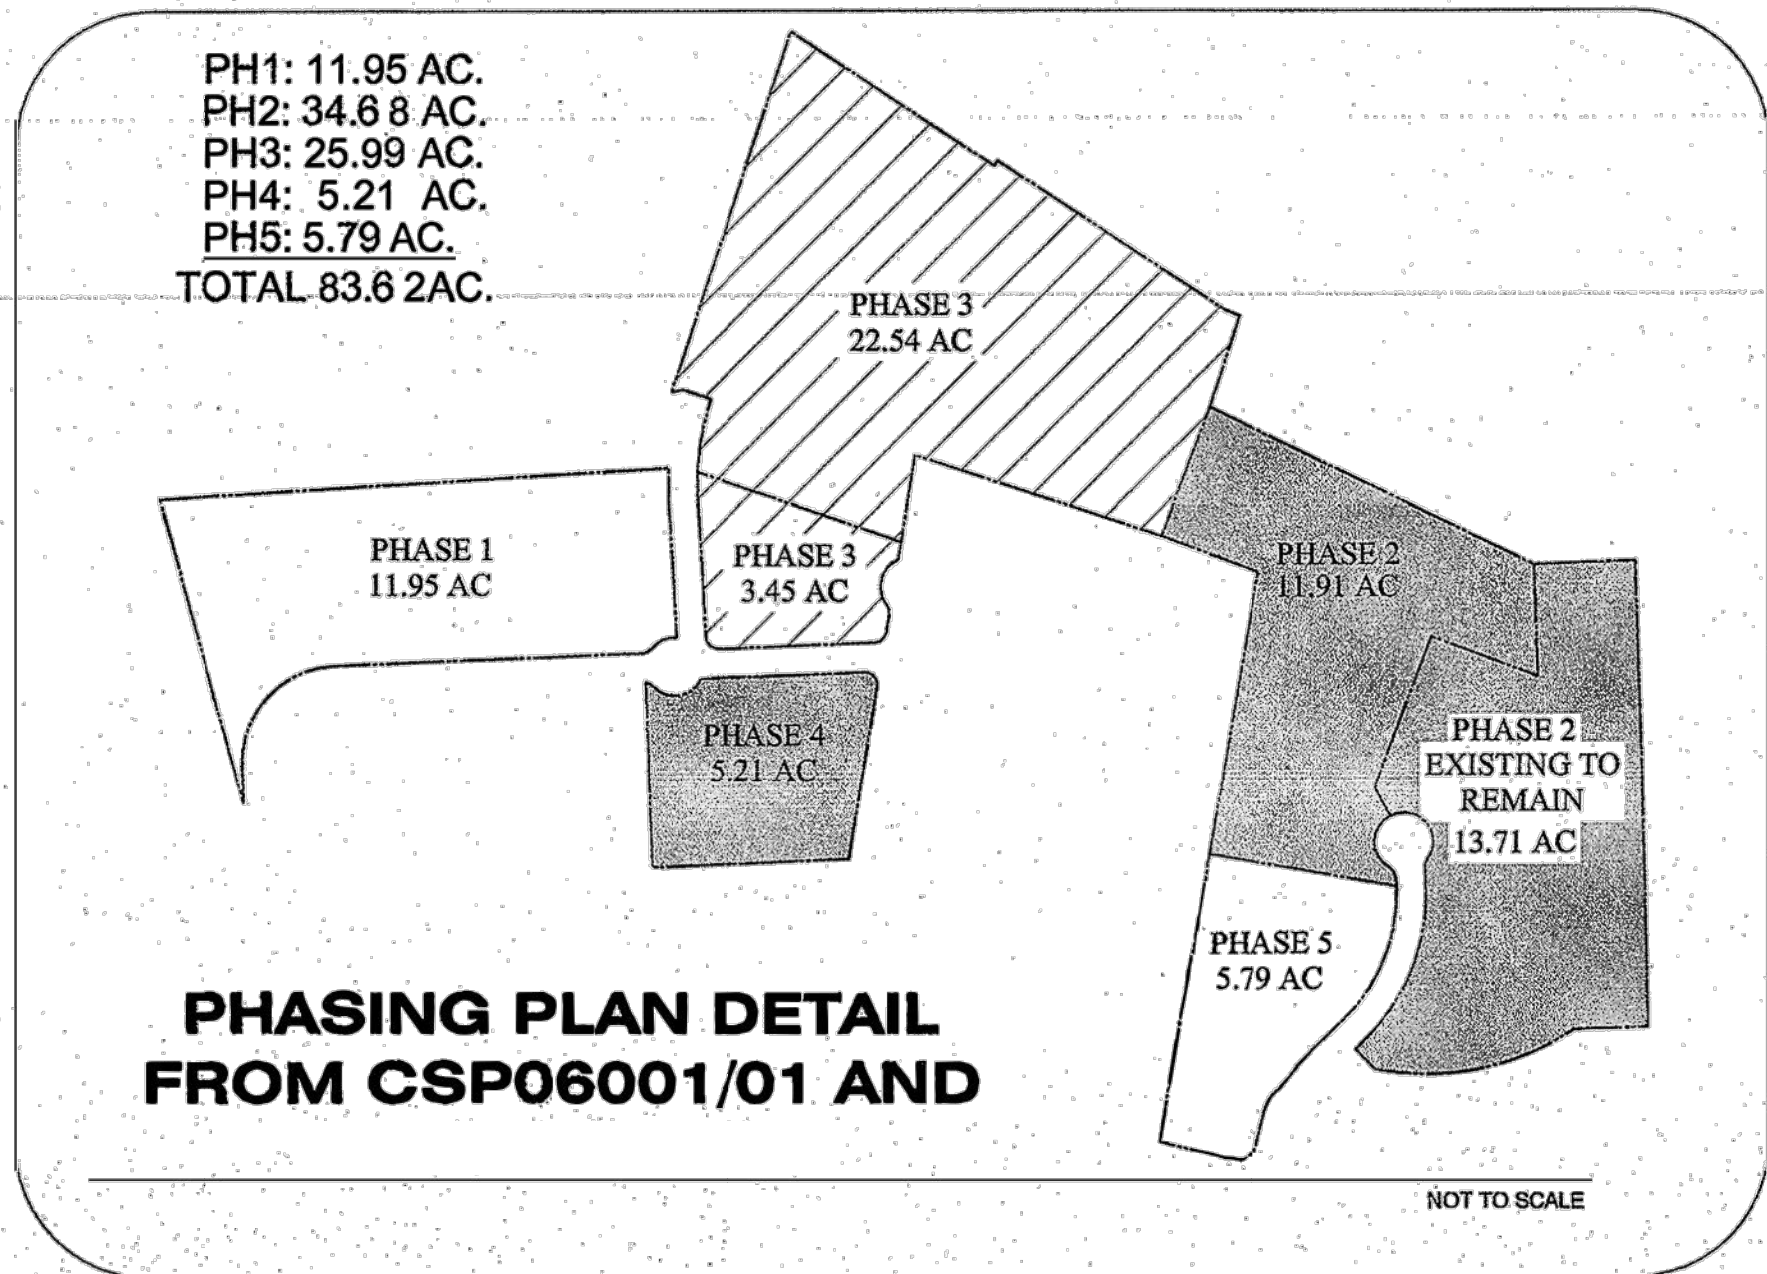 PH1: 11.95 AC.
PH2: 34.6 8 AC.
PH3: 25.99 AC.
PH4: 5.21 AC.
PH5: 5.79 AC.
TOTAL 83.6 2AC.
PHASE 3
22.54 AC
PHASE 1
11.95 AC
PHASE 3
3.45 AC
PHASE 2
11.91 AC
PHASE 4
5.21 AC
PHASE 2
EXISTING TO
REMAIN
13.71 AC
PHASE 5
5.79 AC
PHASING PLAN DETAIL
FROM CSP06001/01 AND
NOT TO SCALE